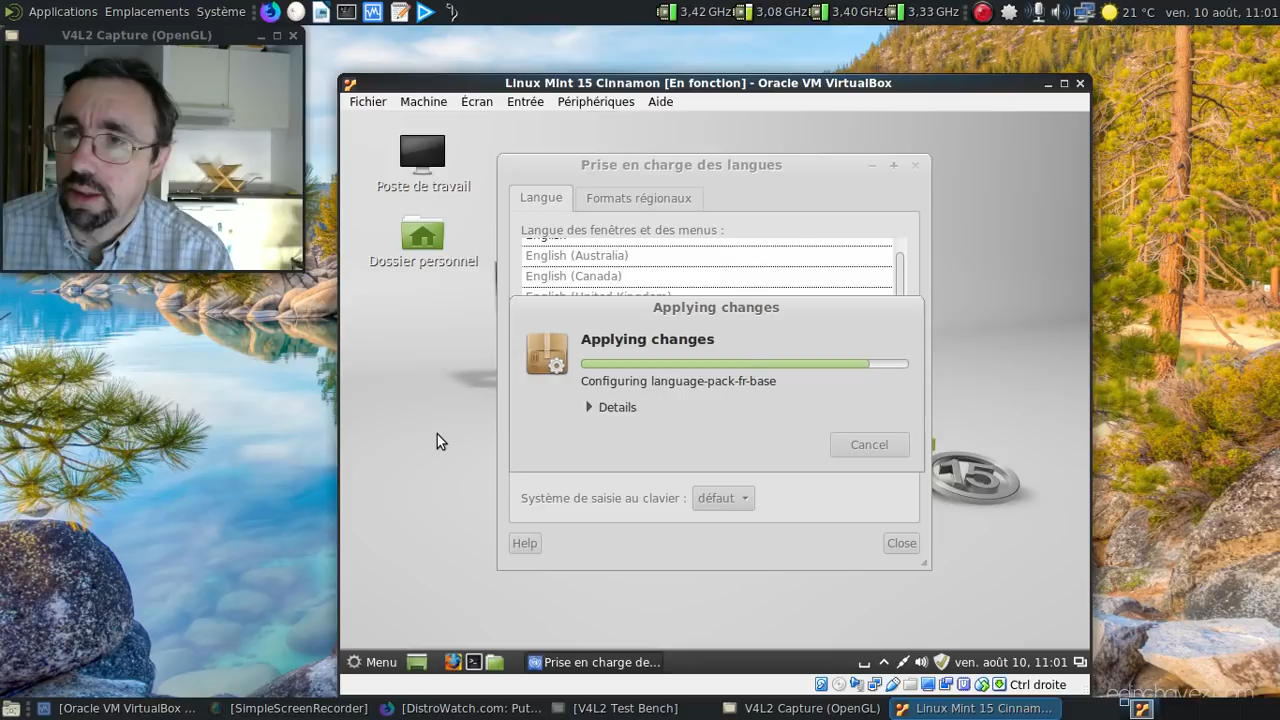 Applications Emplacements Système
3,42 GHz 3,08 GHz 3,40 GHz 3,33 GHz 21 °C ven. 10 août, 11:01
V4L2 Capture (OpenGL)
Linux Mint 15 Cinnamon [En fonction] - Oracle VM VirtualBox
Fichier Machine Écran Entrée Périphériques Aide
Poste de travail
Dossier personnel
Prise en charge des langues
Langue Formats régionaux
Langue des fenêtres et des menus :
English
English (Australia)
English (Canada)
English (United Kingdom)
Applying changes
Applying changes
Configuring language-pack-fr-base
Details
Cancel
15
Système de saisie au clavier : défaut
Help Close
Menu Prise en charge de... ven. août 10, 11:01
Ctrl droite
[Oracle VM VirtualBox ... [SimpleScreenRecorder] [DistroWatch.com: Put... [V4L2 Test Bench] V4L2 Capture (OpenGL) Linux Mint 15 Cinnam...